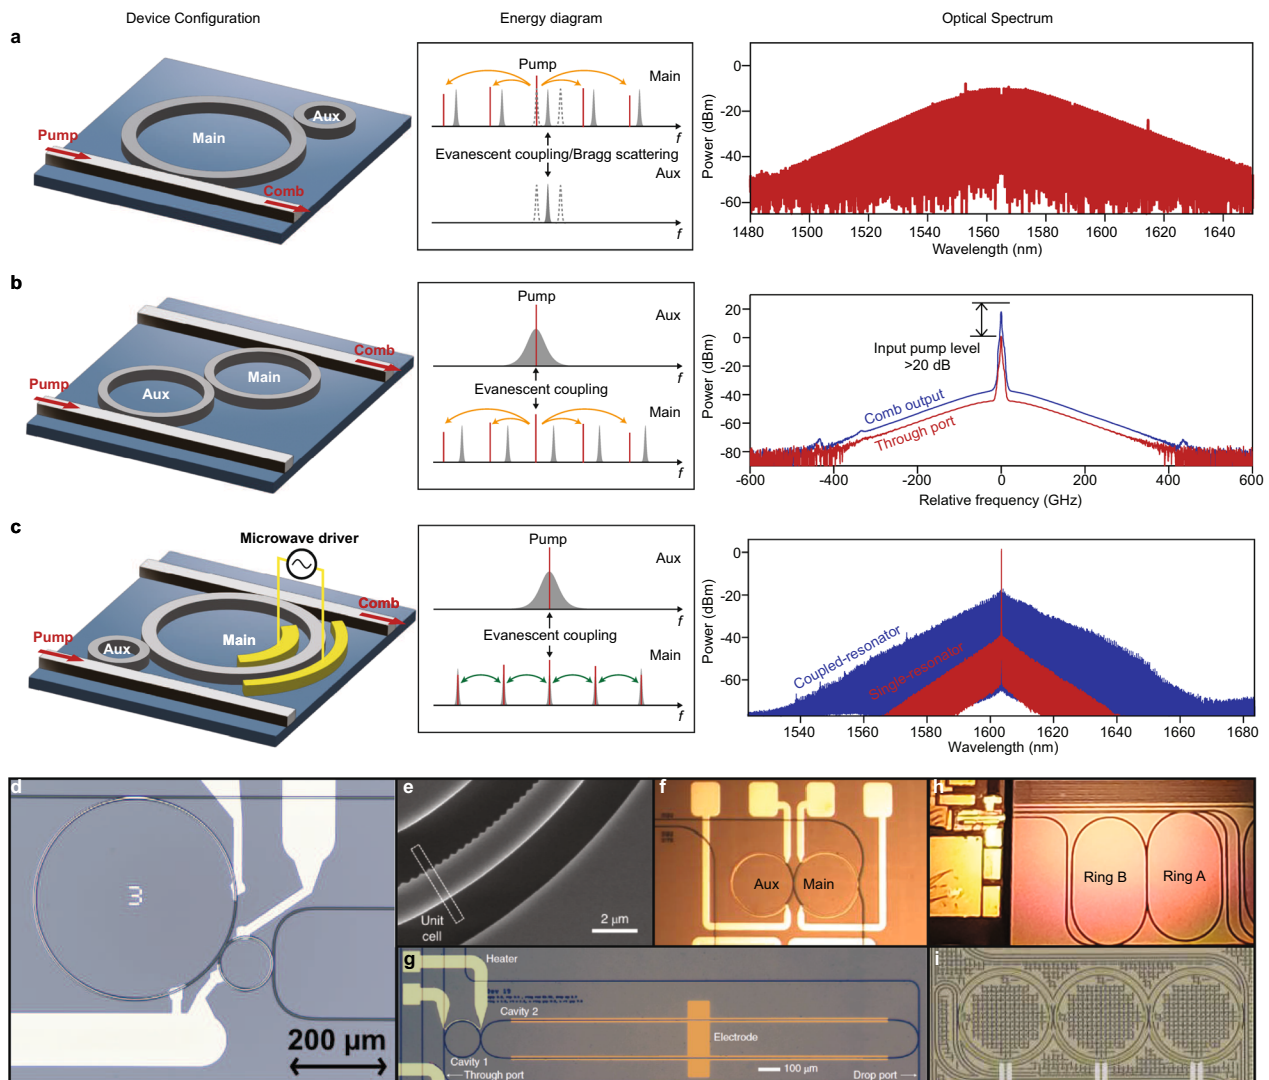 Device Configuration
Energy diagram
Optical Spectrum
a
Pump
Main
Aux
Comb
Pump
Main
f
Evanescent coupling/Bragg scattering
Aux
f
Power (dBm)
0
-20
-40
-60
1480
1500
1520
1540
1560
1580
1600
1620
1640
Wavelength (nm)
b
Pump
Aux
Main
Comb
Pump
Aux
f
Evanescent coupling
Main
f
Power (dBm)
20
0
-40
-60
-80
Input pump level
>20 dB
Comb output
Through port
-600
-400
-200
0
200
400
600
Relative frequency (GHz)
c
Microwave driver
Pump
Aux
Main
Comb
Pump
Aux
Evanescent coupling
Main
f
Power (dBm)
0
-20
-40
-60
Coupled-resonator
Single-resonator
1540
1560
1580
1600
1620
1640
1660
1680
Wavelength (nm)
d
3
200 μm
e
Unit
cell
2 μm
f
Aux
Main
g
Heater
Cavity 2
Electrode
Cavity 1
Through port
100 μm
Drop port
h
Ring B
Ring A
i